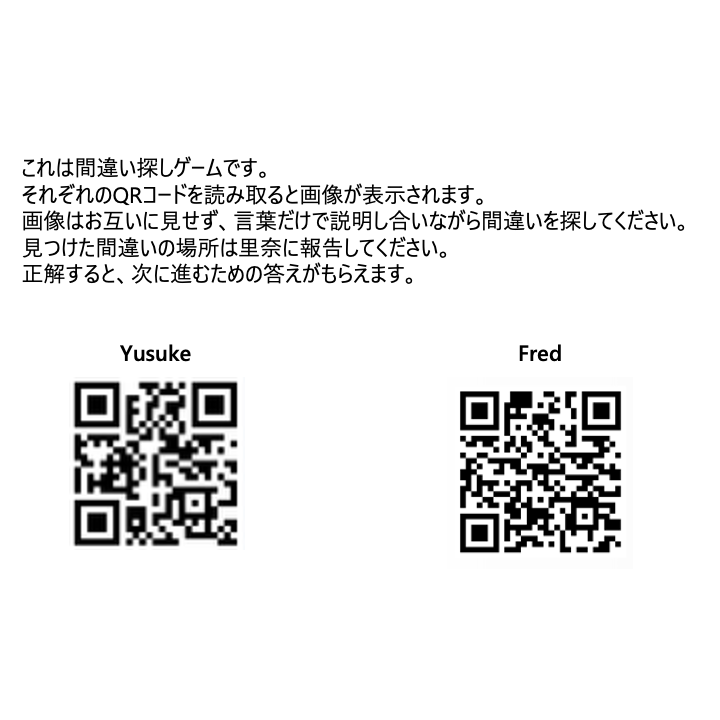 これは間違い探しゲームです。
それぞれのQRコードを読み取ると画像が表示されます。
画像はお互いに見せず、言葉だけで説明し合いながら間違いを探してください。
見つけた間違いの場所は里奈に報告してください。
正解すると、次に進むための答えがもらえます。
Yusuke
Fred